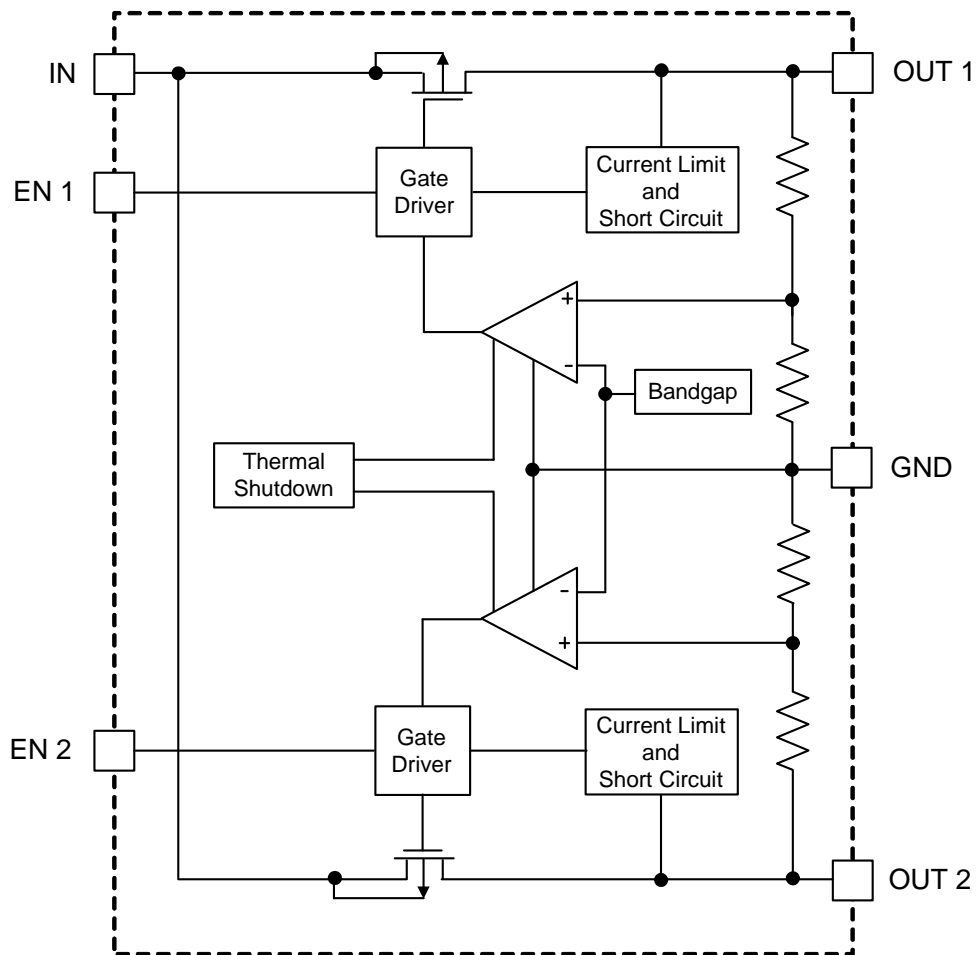 IN
OUT 1
EN 1
Gate
Driver
Current Limit
and
Short Circuit
+
-
Bandgap
Thermal
Shutdown
GND
-
+
EN 2
Gate
Driver
Current Limit
and
Short Circuit
OUT 2